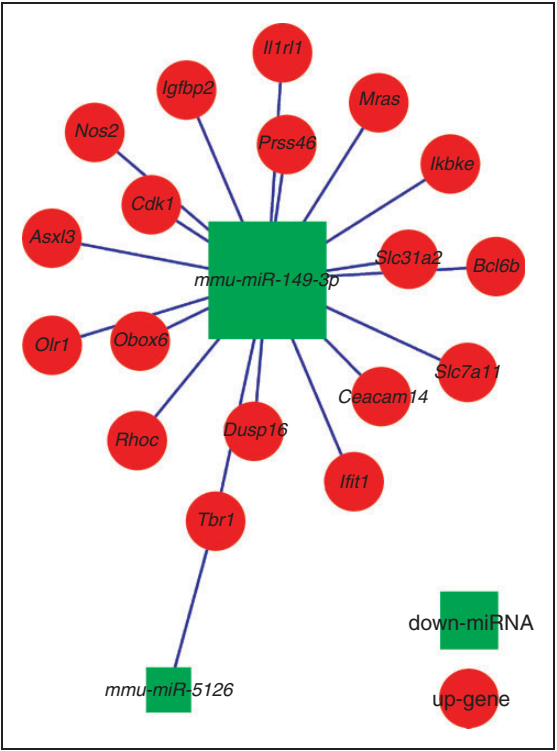 Il1rl1
Igfbp2
Mras
Nos2
Prss46
Ikbke
Cdk1
Asxl3
Slc31a2
Bcl6b
mmu-miR-149-3p
Olr1
Obox6
Slc7a11
Ceacam14
Rhoc
Dusp16
Ifit1
Tbr1
down-miRNA
mmu-miR-5126
up-gene